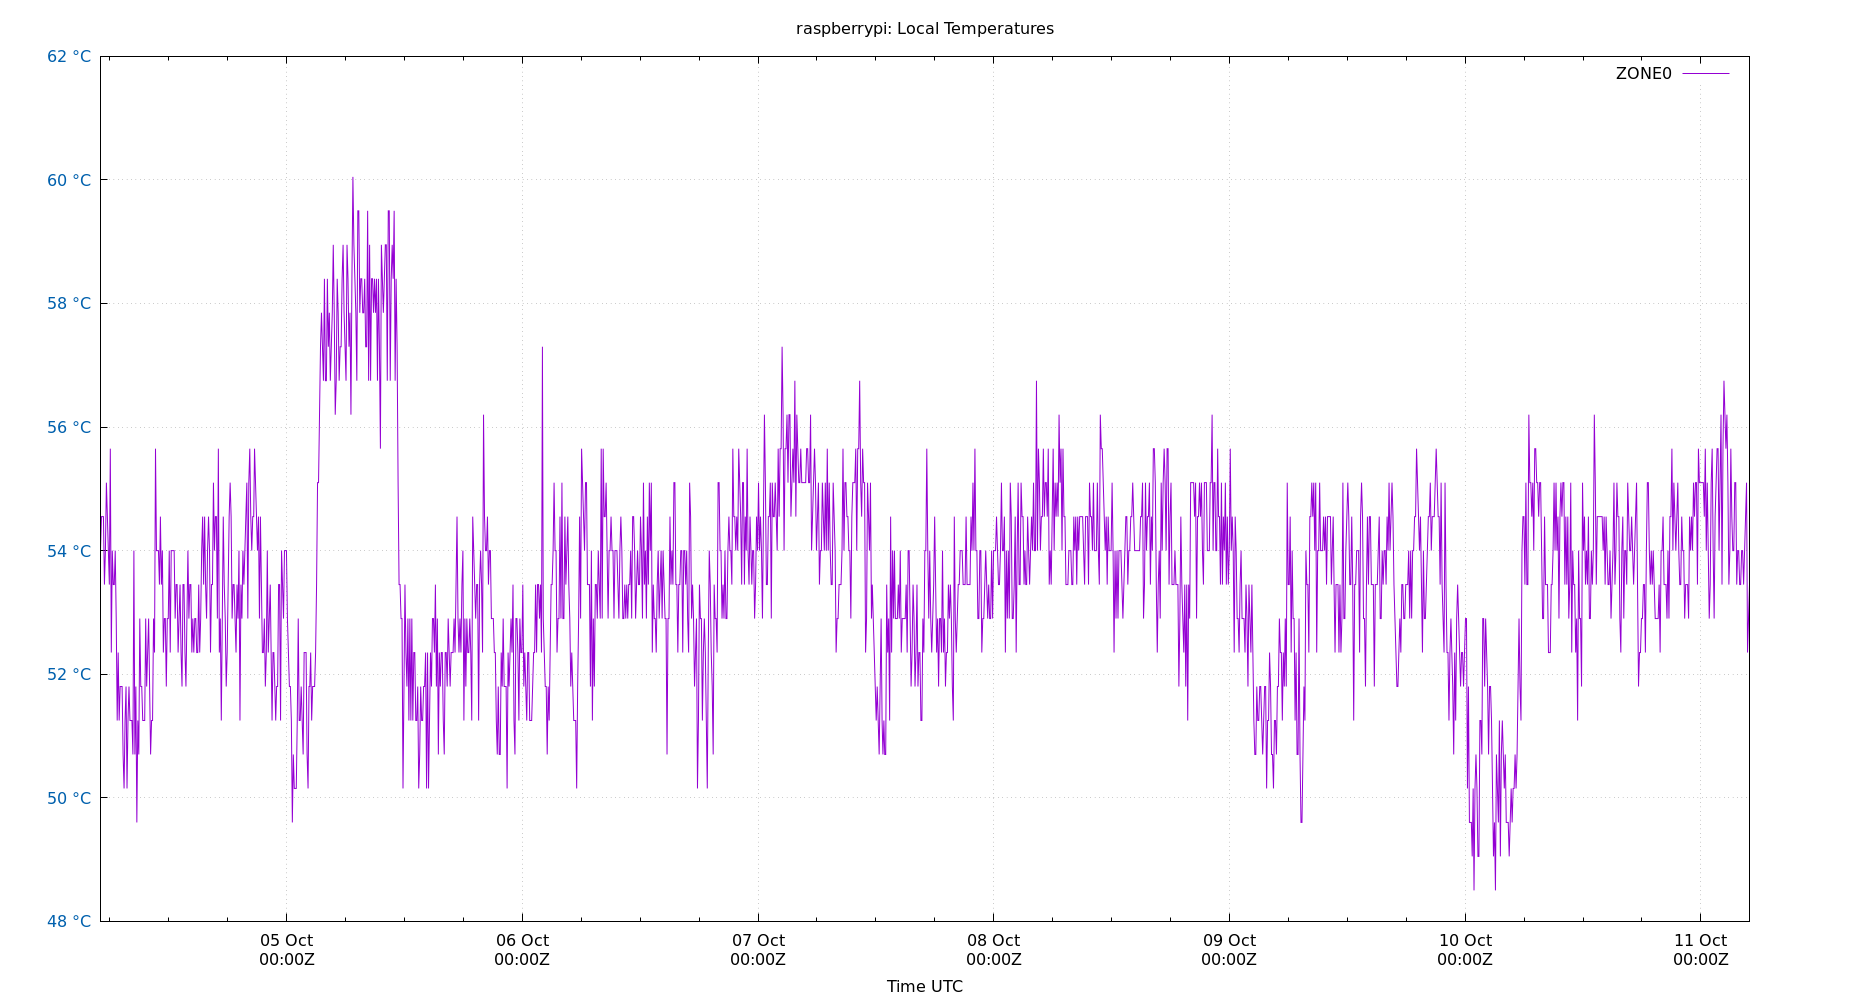 raspberrypi: Local Temperatures
62 °C
ZONE0
60 °C
58 °C
56 °C
54 °C
52 °C
50 °C
48 °C
05 Oct 06 Oct 07 Oct 08 Oct 09 Oct 10 Oct 11 Oct
00:00Z 00:00Z 00:00Z 00:00Z 00:00Z 00:00Z 00:00Z
Time UTC